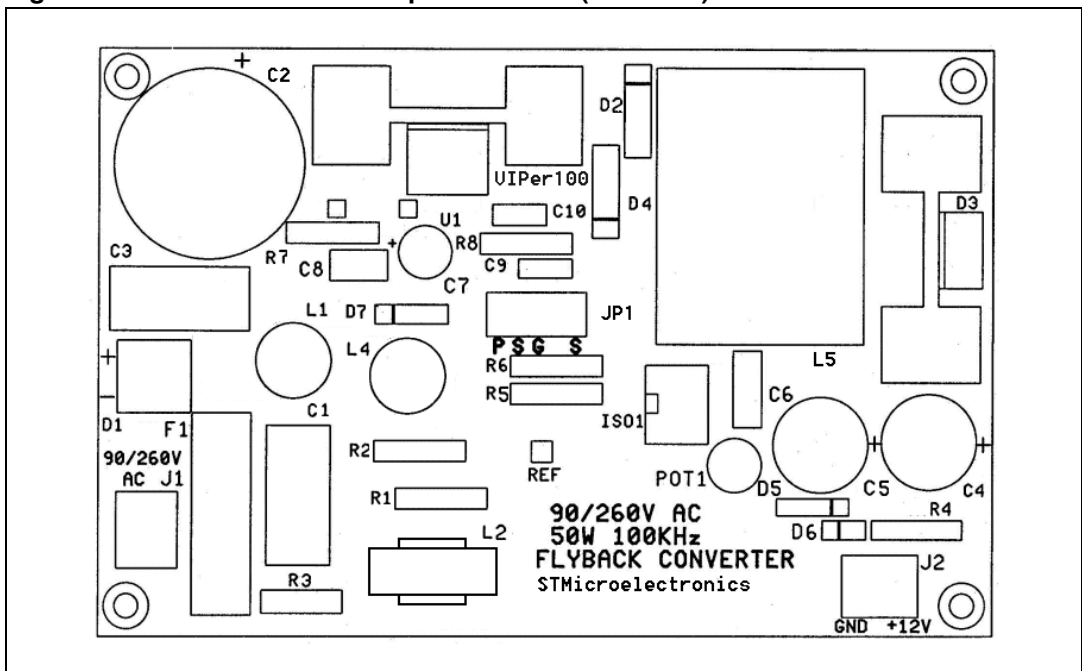 +
C2
D2
VIPer100
D4
D3
C10
U1
R8
+
R7
C8
C9
C3
C7
D7
JP1
L1
P S G S
L4
R6
L5
+
R5
ISO1
C6
−
D1
C1
F1
90/260V
AC J1
R2
REF
POT1
D5
+
C5
+
C4
R1
90/260V AC
50W 100KHz
FLYBACK CONVERTER
STMicroelectronics
D6
R4
L2
J2
R3
GND +12V